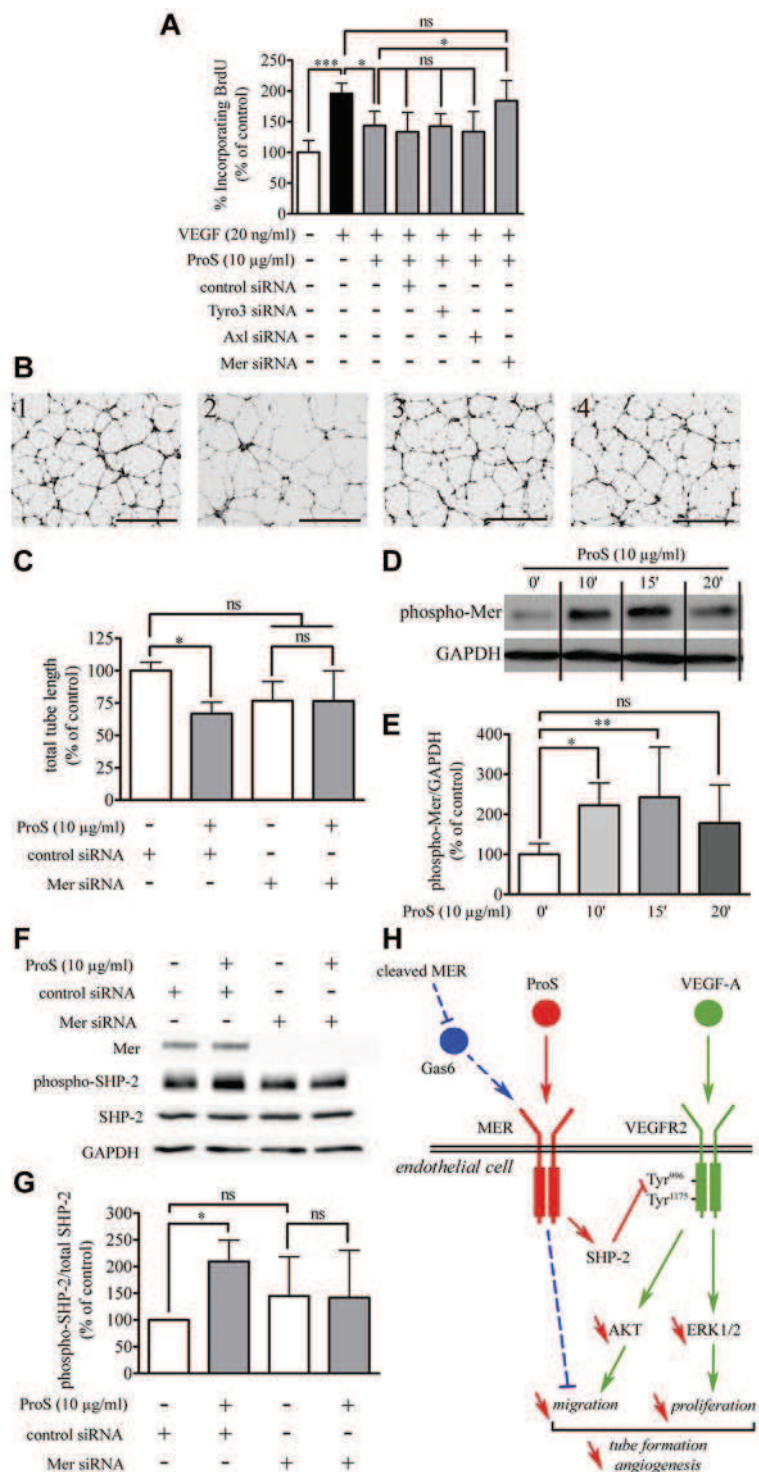 A
ns
*
*** * ns
% Incorporating BrdU
(% of control)
250
200
150
100
50
0
VEGF (20 ng/ml) - + + + + + +
ProS (10 µg/ml) - - + + + + +
control siRNA - - - + - - -
Tyro3 siRNA - - - - + - -
Axl siRNA - - - - - + -
Mer siRNA - - - - - - +
B
1 2 3 4
C
ns
* ns
total tube length
(% of control)
125
100
75
50
25
0
ProS (10 µg/ml) - + - +
control siRNA + + - -
Mer siRNA - - + +
D
ProS (10 µg/ml)
0' 10' 15' 20'
phospho-Mer
GAPDH
E
ns
**
*
phospho-Mer/GAPDH
(% of control)
400
300
200
100
0
ProS (10 µg/ml) 0' 10' 15' 20'
F
ProS (10 µg/ml) - + - +
control siRNA + + - -
Mer siRNA - - + +
Mer
phospho-SHP-2
SHP-2
GAPDH
G
ns
* ns
phospho-SHP-2/total SHP-2
(% of control)
300
250
200
150
100
50
0
ProS (10 µg/ml) - + - +
control siRNA + + - -
Mer siRNA - - + +
H
cleaved MER
ProS
VEGF-A
Gas6
MER
VEGFR2
endothelial cell
Tyr996
Tyr1175
SHP-2
AKT
ERK1/2
migration
proliferation
tube formation
angiogenesis